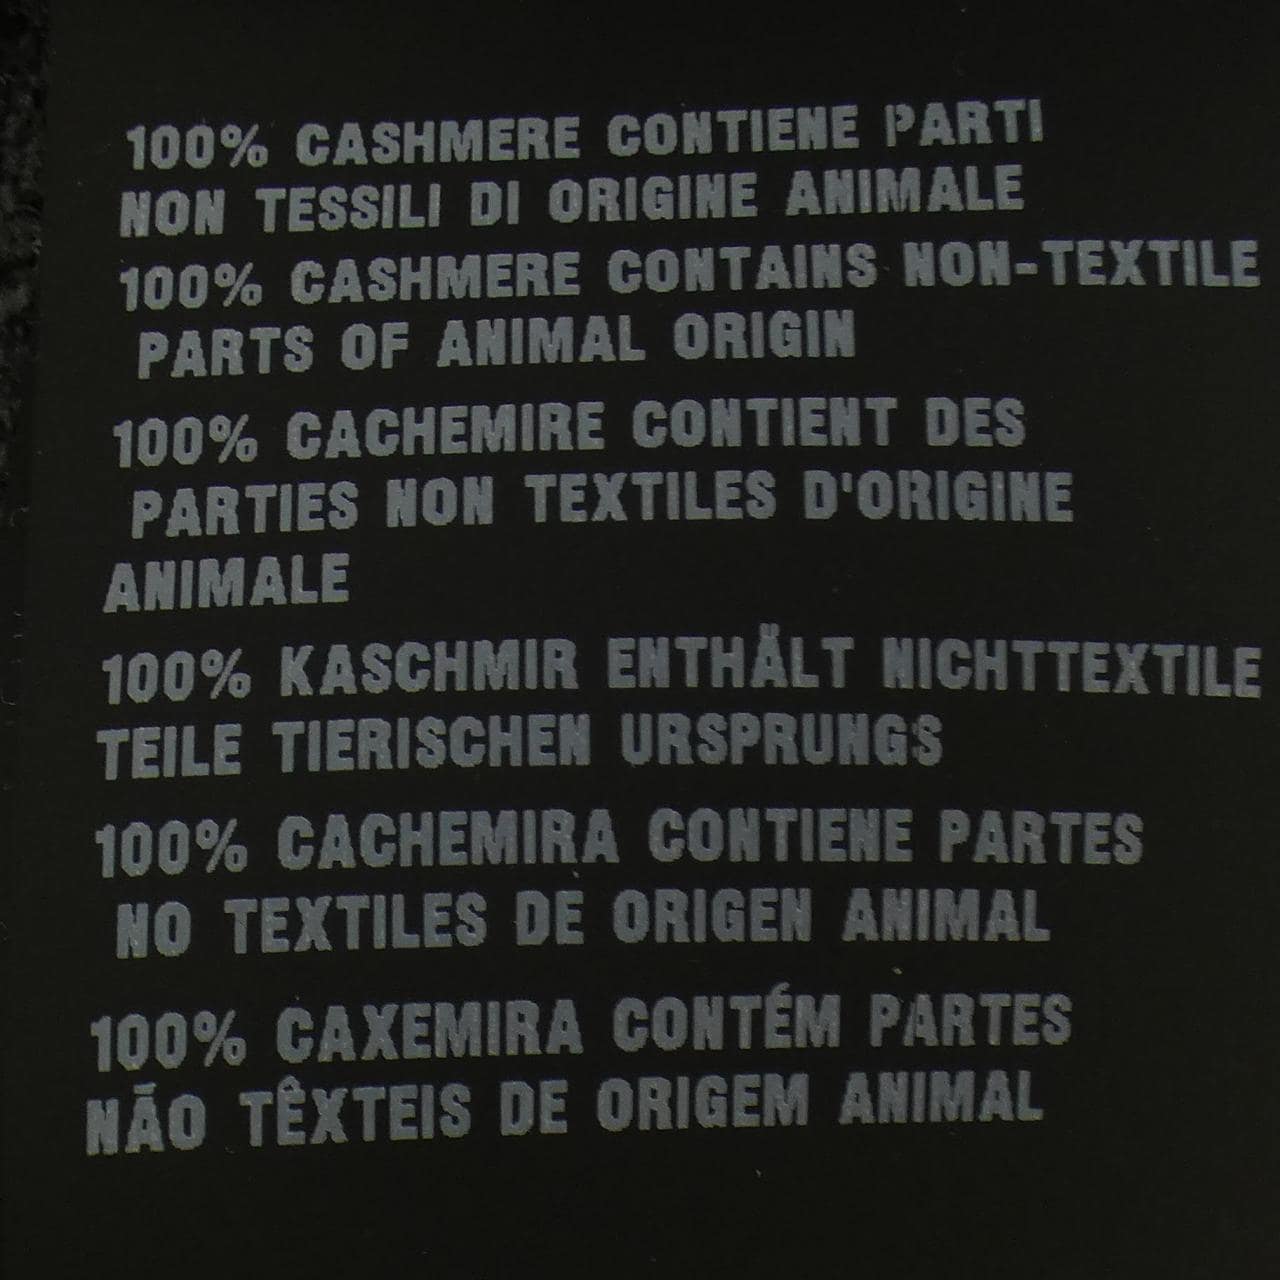 100% CASHMERE CONTIENE PARTI
NON TESSILI DI ORIGINE ANIMALE
100% CASHMERE CONTAINS NON-TEXTILE
PARTS OF ANIMAL ORIGIN
100% CACHEMIRE CONTIENT DES
PARTIES NON TEXTILES D'ORIGINE
ANIMALE
100% KASCHMIR ENTHÄLT NICHTTEXTILE
TEILE TIERISCHEN URSPRUNGS
100% CACHEMIRA CONTIENE PARTES
NO TEXTILES DE ORIGEN ANIMAL
100% CAXEMIRA CONTÉM PARTES
NÃO TÊXTEIS DE ORIGEM ANIMAL